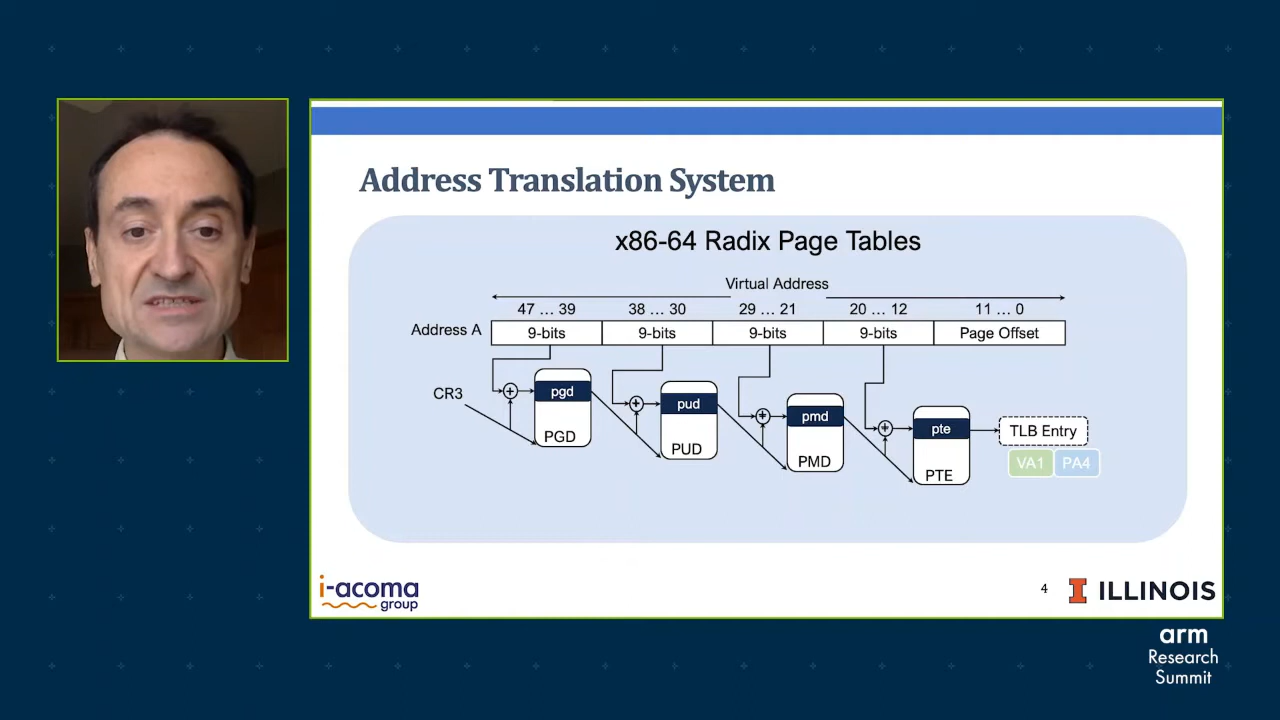 Address Translation System
x86-64 Radix Page Tables
Virtual Address
47 … 39 38 … 30 29 … 21 20 … 12 11 … 0
Address A 9-bits 9-bits 9-bits 9-bits Page Offset
CR3
pgd
PGD
pud
PUD
pmd
PMD
pte
PTE
TLB Entry
VA1 PA4
i-acoma
group
4
I ILLINOIS
arm
Research
Summit